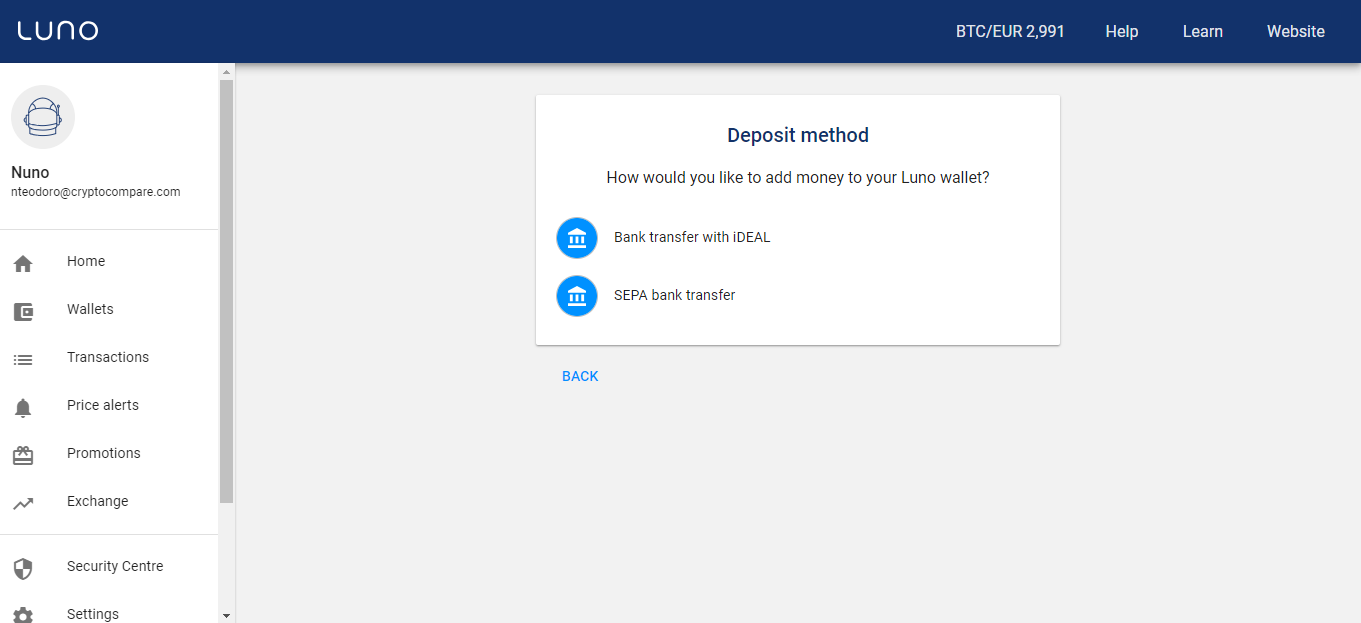 LUNO
BTC/EUR 2,991
Help
Learn
Website
Nuno
nteodoro@cryptocompare.com
Home
Wallets
Transactions
Price alerts
Promotions
Exchange
Security Centre
Settings
Deposit method
How would you like to add money to your Luno wallet?
Bank transfer with iDEAL
SEPA bank transfer
BACK